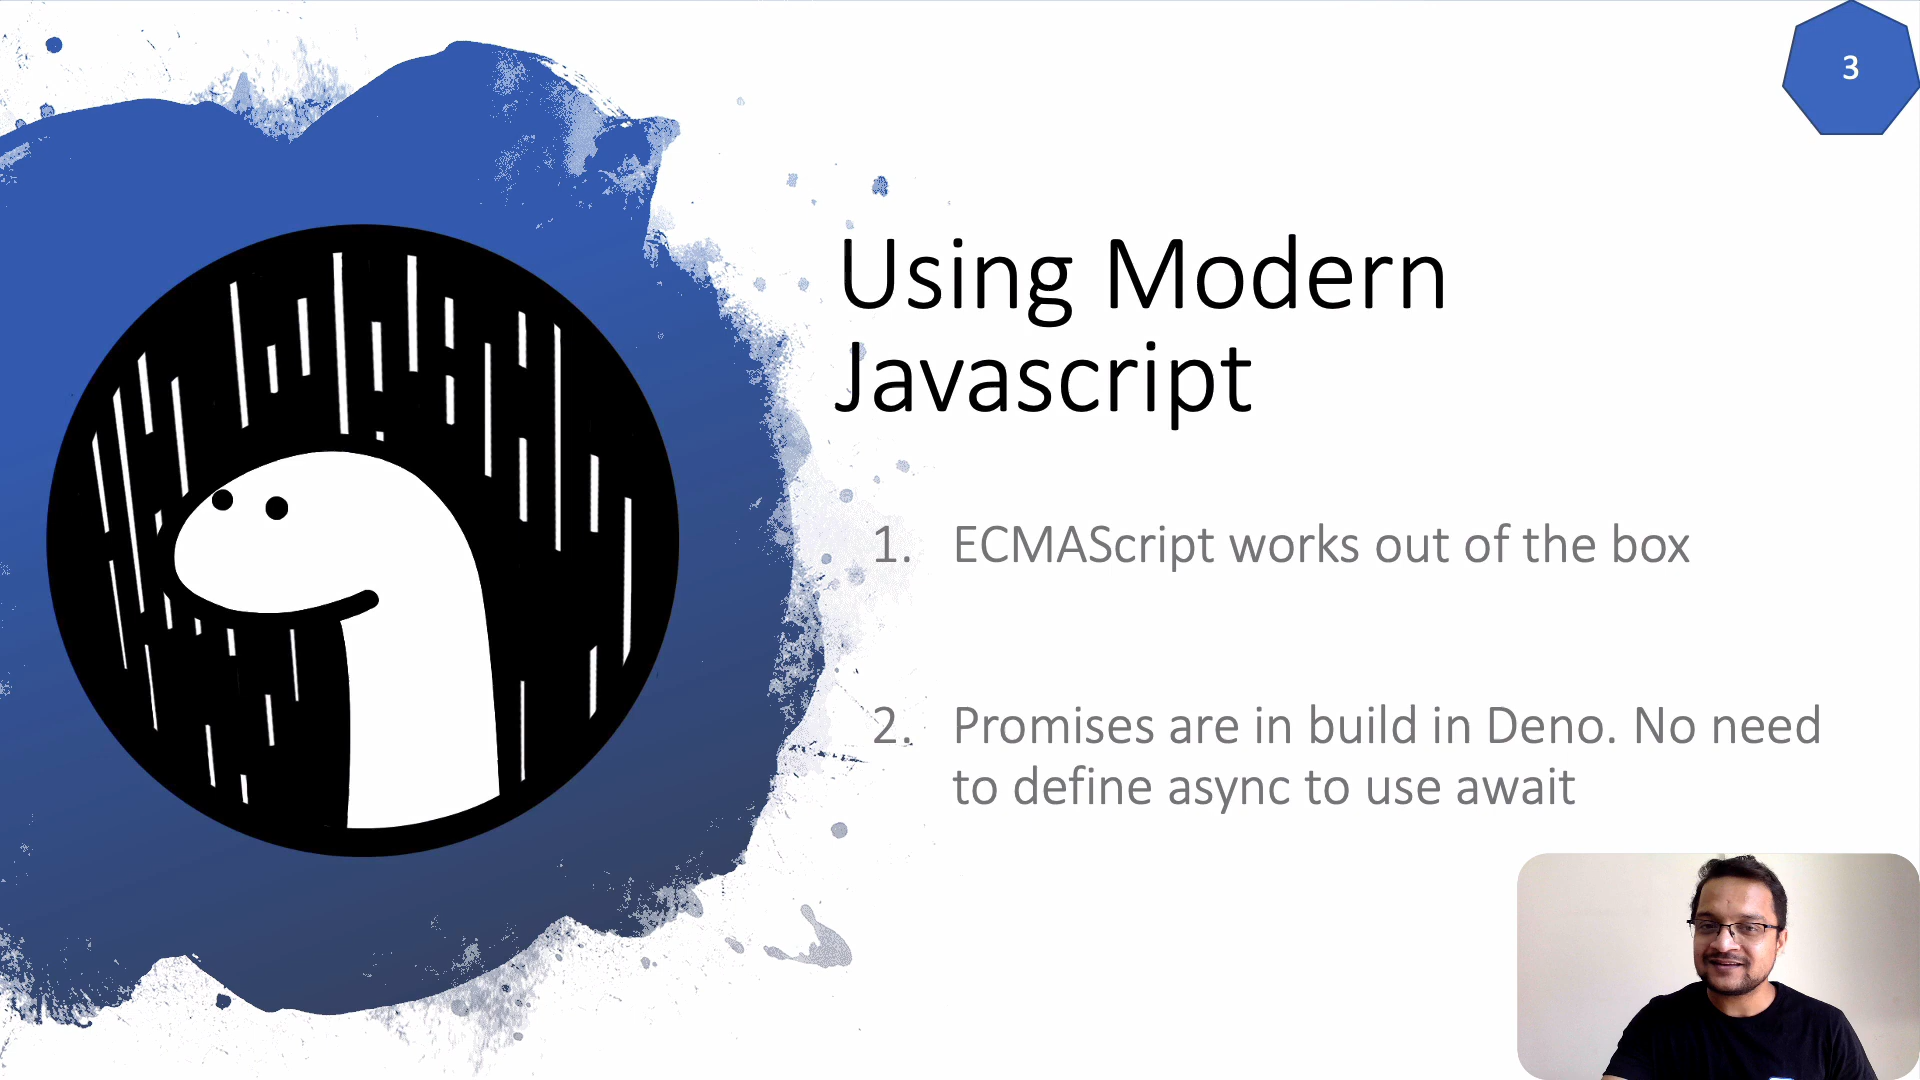 3
Using Modern
Javascript
1. ECMAScript works out of the box
2. Promises are in build in Deno. No need
to define async to use await